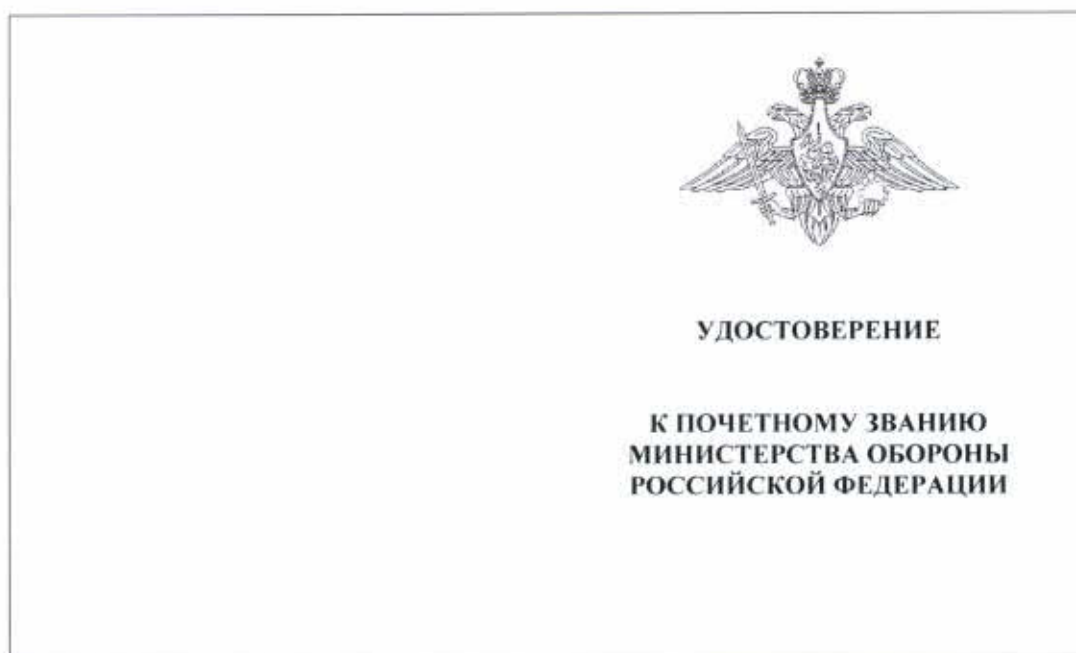 УДОСТОВЕРЕНИЕ
К ПОЧЕТНОМУ ЗВАНИЮ
МИНИСТЕРСТВА ОБОРОНЫ
РОССИЙСКОЙ ФЕДЕРАЦИИ